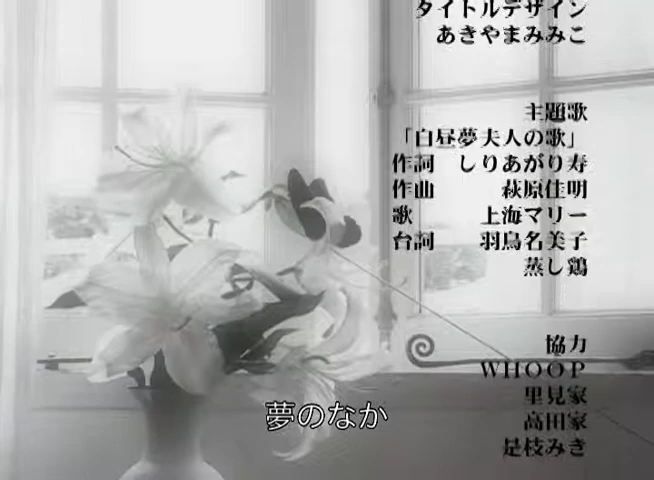 タイトルデザイン
あきやまみみこ
主題歌
「白昼夢夫人の歌」
作詞 しりあがり寿
作曲 萩原佳明
歌 上海マリー
台詞 羽鳥名美子
蒸し鶏
協力
WHOOP
里見家
高田家
是枝みき
夢のなか